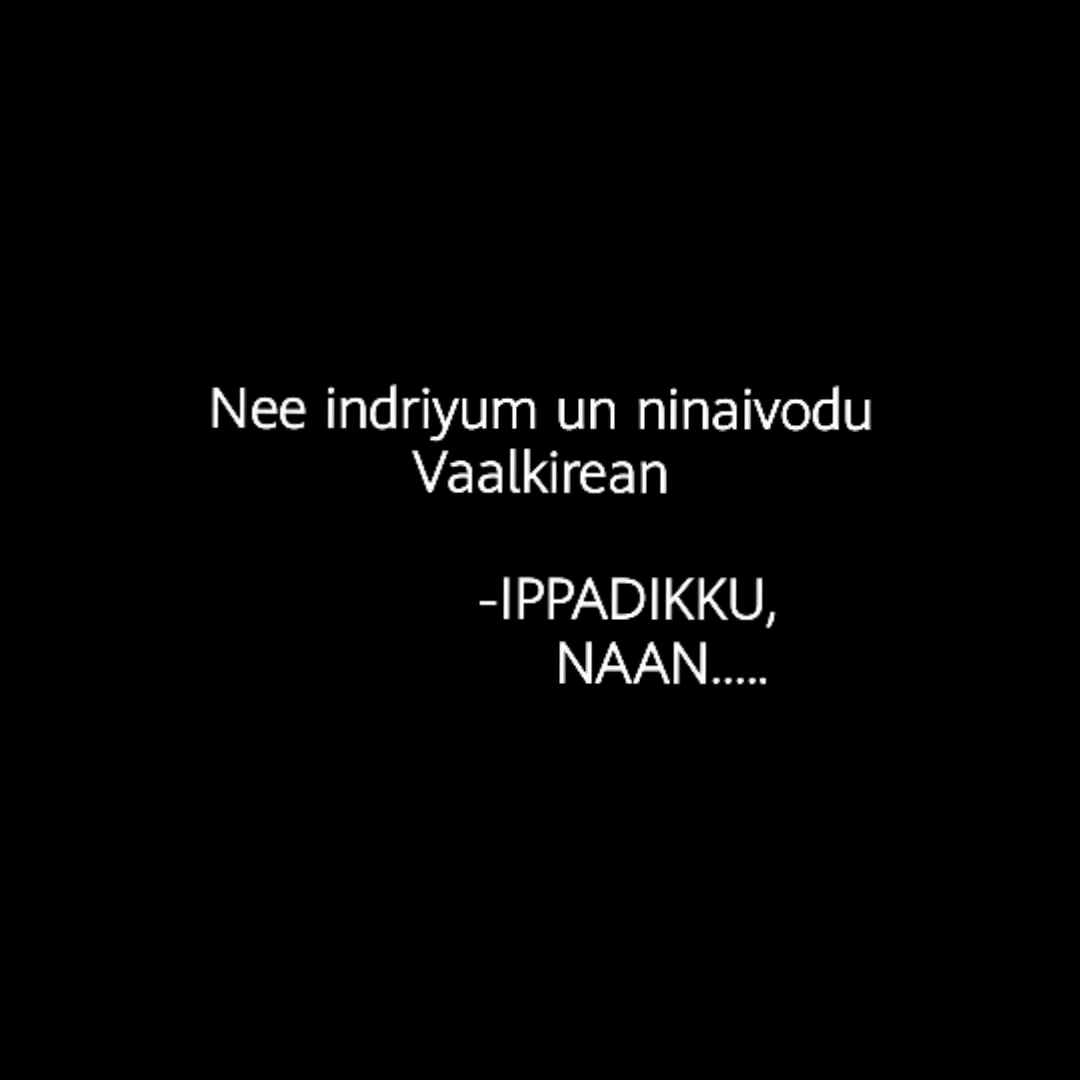 Nee indriyum un ninaivodu
Vaalkirean
-IPPADIKKU,
NAAN.....